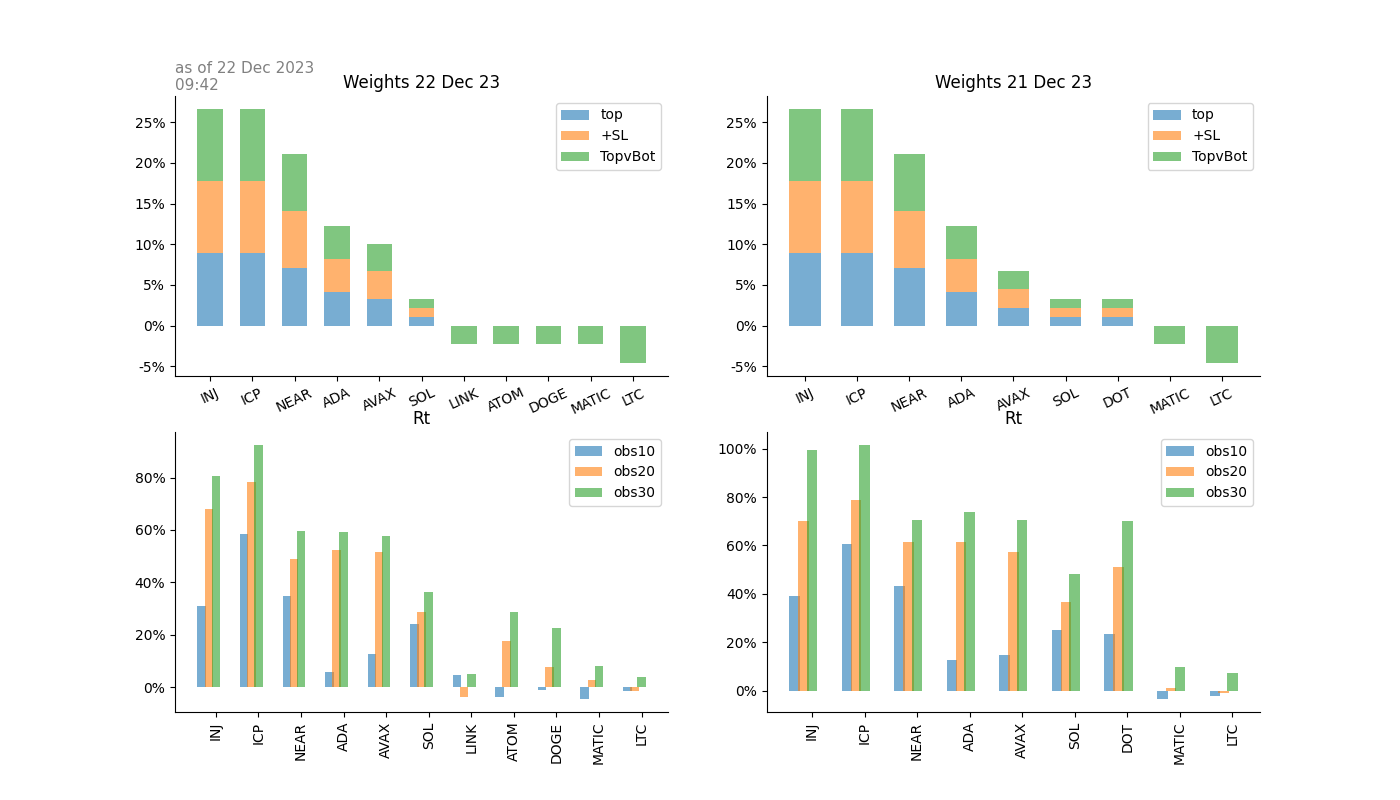 as of 22 Dec 2023
09:42
Weights 22 Dec 23
25%
20%
15%
10%
5%
0%
-5%
top
+SL
TopvBot
INJ
ICP
NEAR
ADA
AVAX
SOL
LINK
ATOM
DOGE
MATIC
LTC
Weights 21 Dec 23
25%
20%
15%
10%
5%
0%
-5%
top
+SL
TopvBot
INJ
ICP
NEAR
ADA
AVAX
SOL
DOT
MATIC
LTC
Rt
80%
60%
40%
20%
0%
obs10
obs20
obs30
INJ
ICP
NEAR
ADA
AVAX
SOL
LINK
ATOM
DOGE
MATIC
LTC
Rt
100%
80%
60%
40%
20%
0%
obs10
obs20
obs30
INJ
ICP
NEAR
ADA
AVAX
SOL
DOT
MATIC
LTC